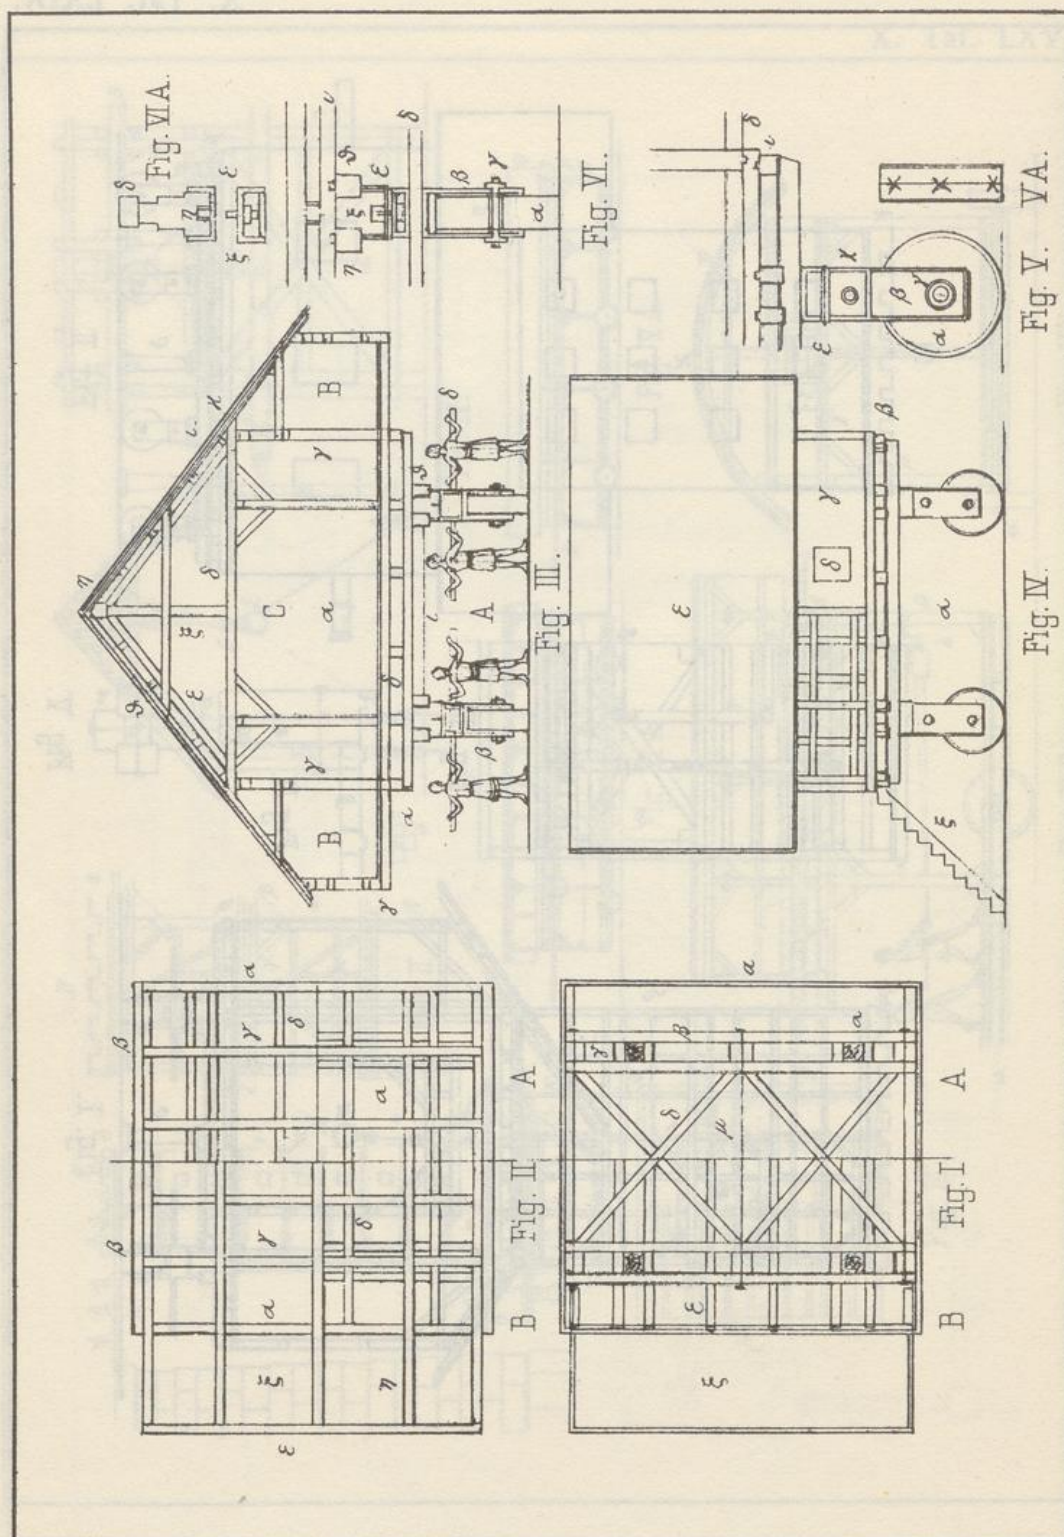 Fig. VI A.
δ
η
ε
ξ
ι
δ
ϑ
ε
ξ
η
β
γ
α
Fig. VI.
δ
ι
ε
χ
β
γ
α
Fig. V.
V A.
η
ϑ
ι.
χ
ε
ξ
δ
C
B
B
γ
γ
α
δ
α
γ
ϑ
δ
ι
A
β
Fig. III.
ε
γ
β
δ
α
ξ
Fig. IV.
β
β
α
γ
δ
a
γ
δ
α
ξ
η
ε
B
Fig. II
A
α
β
α
γ
δ
μ
ε
ξ
B
Fig. I
A